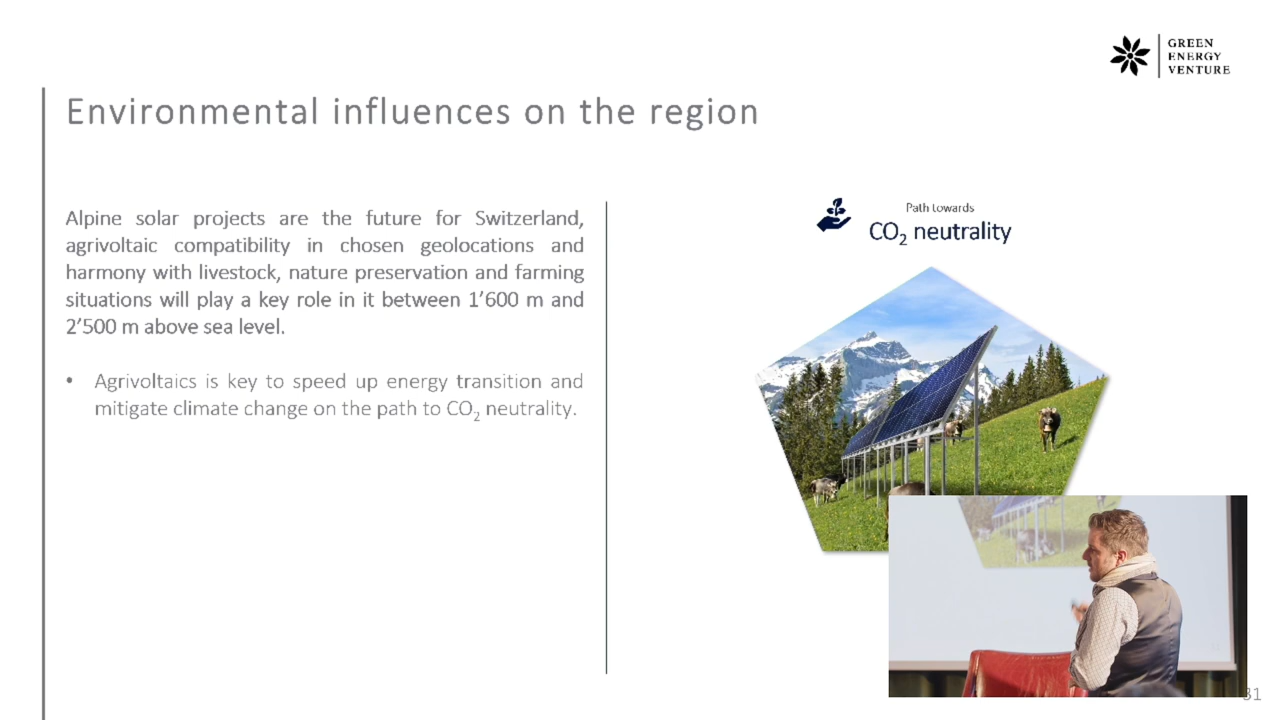 GREEN
ENERGY
VENTURE
Environmental influences on the region
Alpine solar projects are the future for Switzerland,
agrivoltaic compatibility in chosen geolocations and
harmony with livestock, nature preservation and farming
situations will play a key role in it between 1’600 m and
2’500 m above sea level.
• Agrivoltaics is key to speed up energy transition and
mitigate climate change on the path to CO₂ neutrality.
Path towards
CO₂ neutrality
31